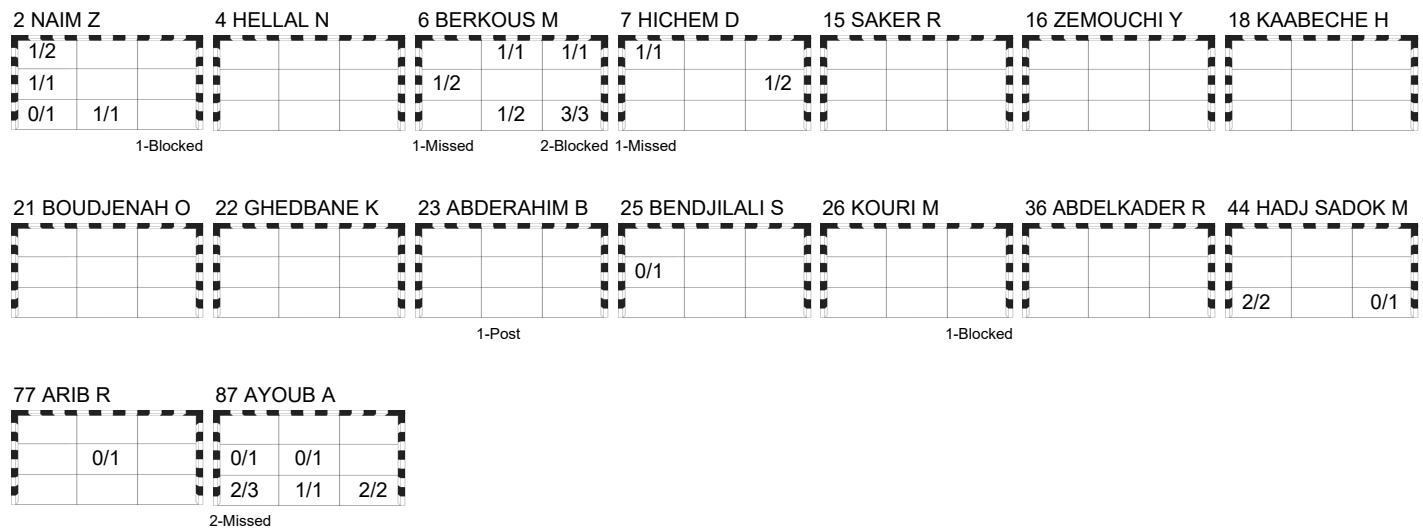 2 NAIM Z 4 HELLAL N 6 BERKOUS M 7 HICHEM D 15 SAKER R 16 ZEMOUCHI Y 18 KAABECHE H
1/2 1/1 1/1 1/1
1/1 1/2 1/2
0/1 1/1 1/2 3/3
1-Blocked 1-Missed 2-Blocked 1-Missed
21 BOUDJENAH O 22 GHEDBANE K 23 ABDERAHIM B 25 BENDJILALI S 26 KOURI M 36 ABDELKADER R 44 HADJ SADOK M
0/1
2/2 0/1
1-Post 1-Blocked
77 ARIB R 87 AYOUB A
0/1 0/1 0/1
2/3 1/1 2/2
2-Missed